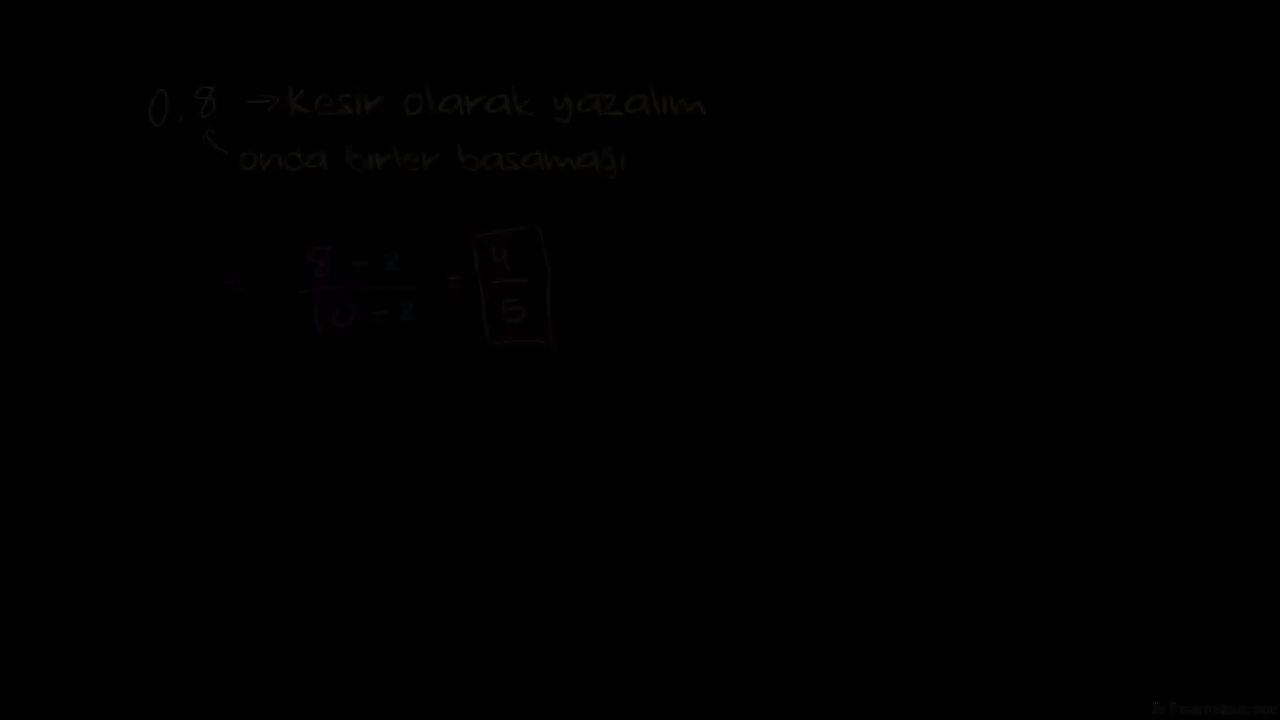 0.8 → Kesir olarak yazalım
onda birler basamağı
= 8 ÷ 2 / 10 ÷ 2 = 4 / 5